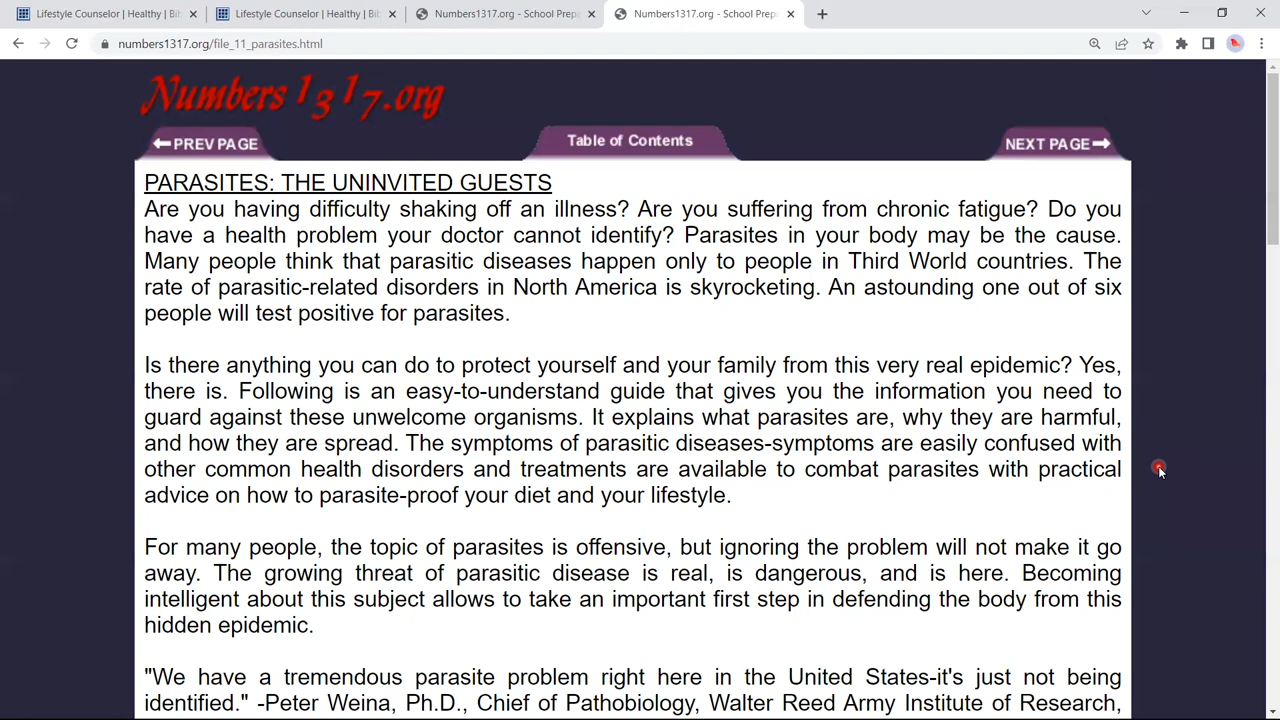 Lifestyle Counselor | Healthy | Bib
Lifestyle Counselor | Healthy | Bib
Numbers1317.org - School Prep
Numbers1317.org - School Prep
numbers1317.org/file_11_parasites.html
Numbers1317.org
PREV PAGE
Table of Contents
NEXT PAGE
PARASITES: THE UNINVITED GUESTS
Are you having difficulty shaking off an illness? Are you suffering from chronic fatigue? Do you
have a health problem your doctor cannot identify? Parasites in your body may be the cause.
Many people think that parasitic diseases happen only to people in Third World countries. The
rate of parasitic-related disorders in North America is skyrocketing. An astounding one out of six
people will test positive for parasites.
Is there anything you can do to protect yourself and your family from this very real epidemic? Yes,
there is. Following is an easy-to-understand guide that gives you the information you need to
guard against these unwelcome organisms. It explains what parasites are, why they are harmful,
and how they are spread. The symptoms of parasitic diseases-symptoms are easily confused with
other common health disorders and treatments are available to combat parasites with practical
advice on how to parasite-proof your diet and your lifestyle.
For many people, the topic of parasites is offensive, but ignoring the problem will not make it go
away. The growing threat of parasitic disease is real, is dangerous, and is here. Becoming
intelligent about this subject allows to take an important first step in defending the body from this
hidden epidemic.
"We have a tremendous parasite problem right here in the United States-it's just not being
identified." -Peter Weina, Ph.D., Chief of Pathobiology, Walter Reed Army Institute of Research,